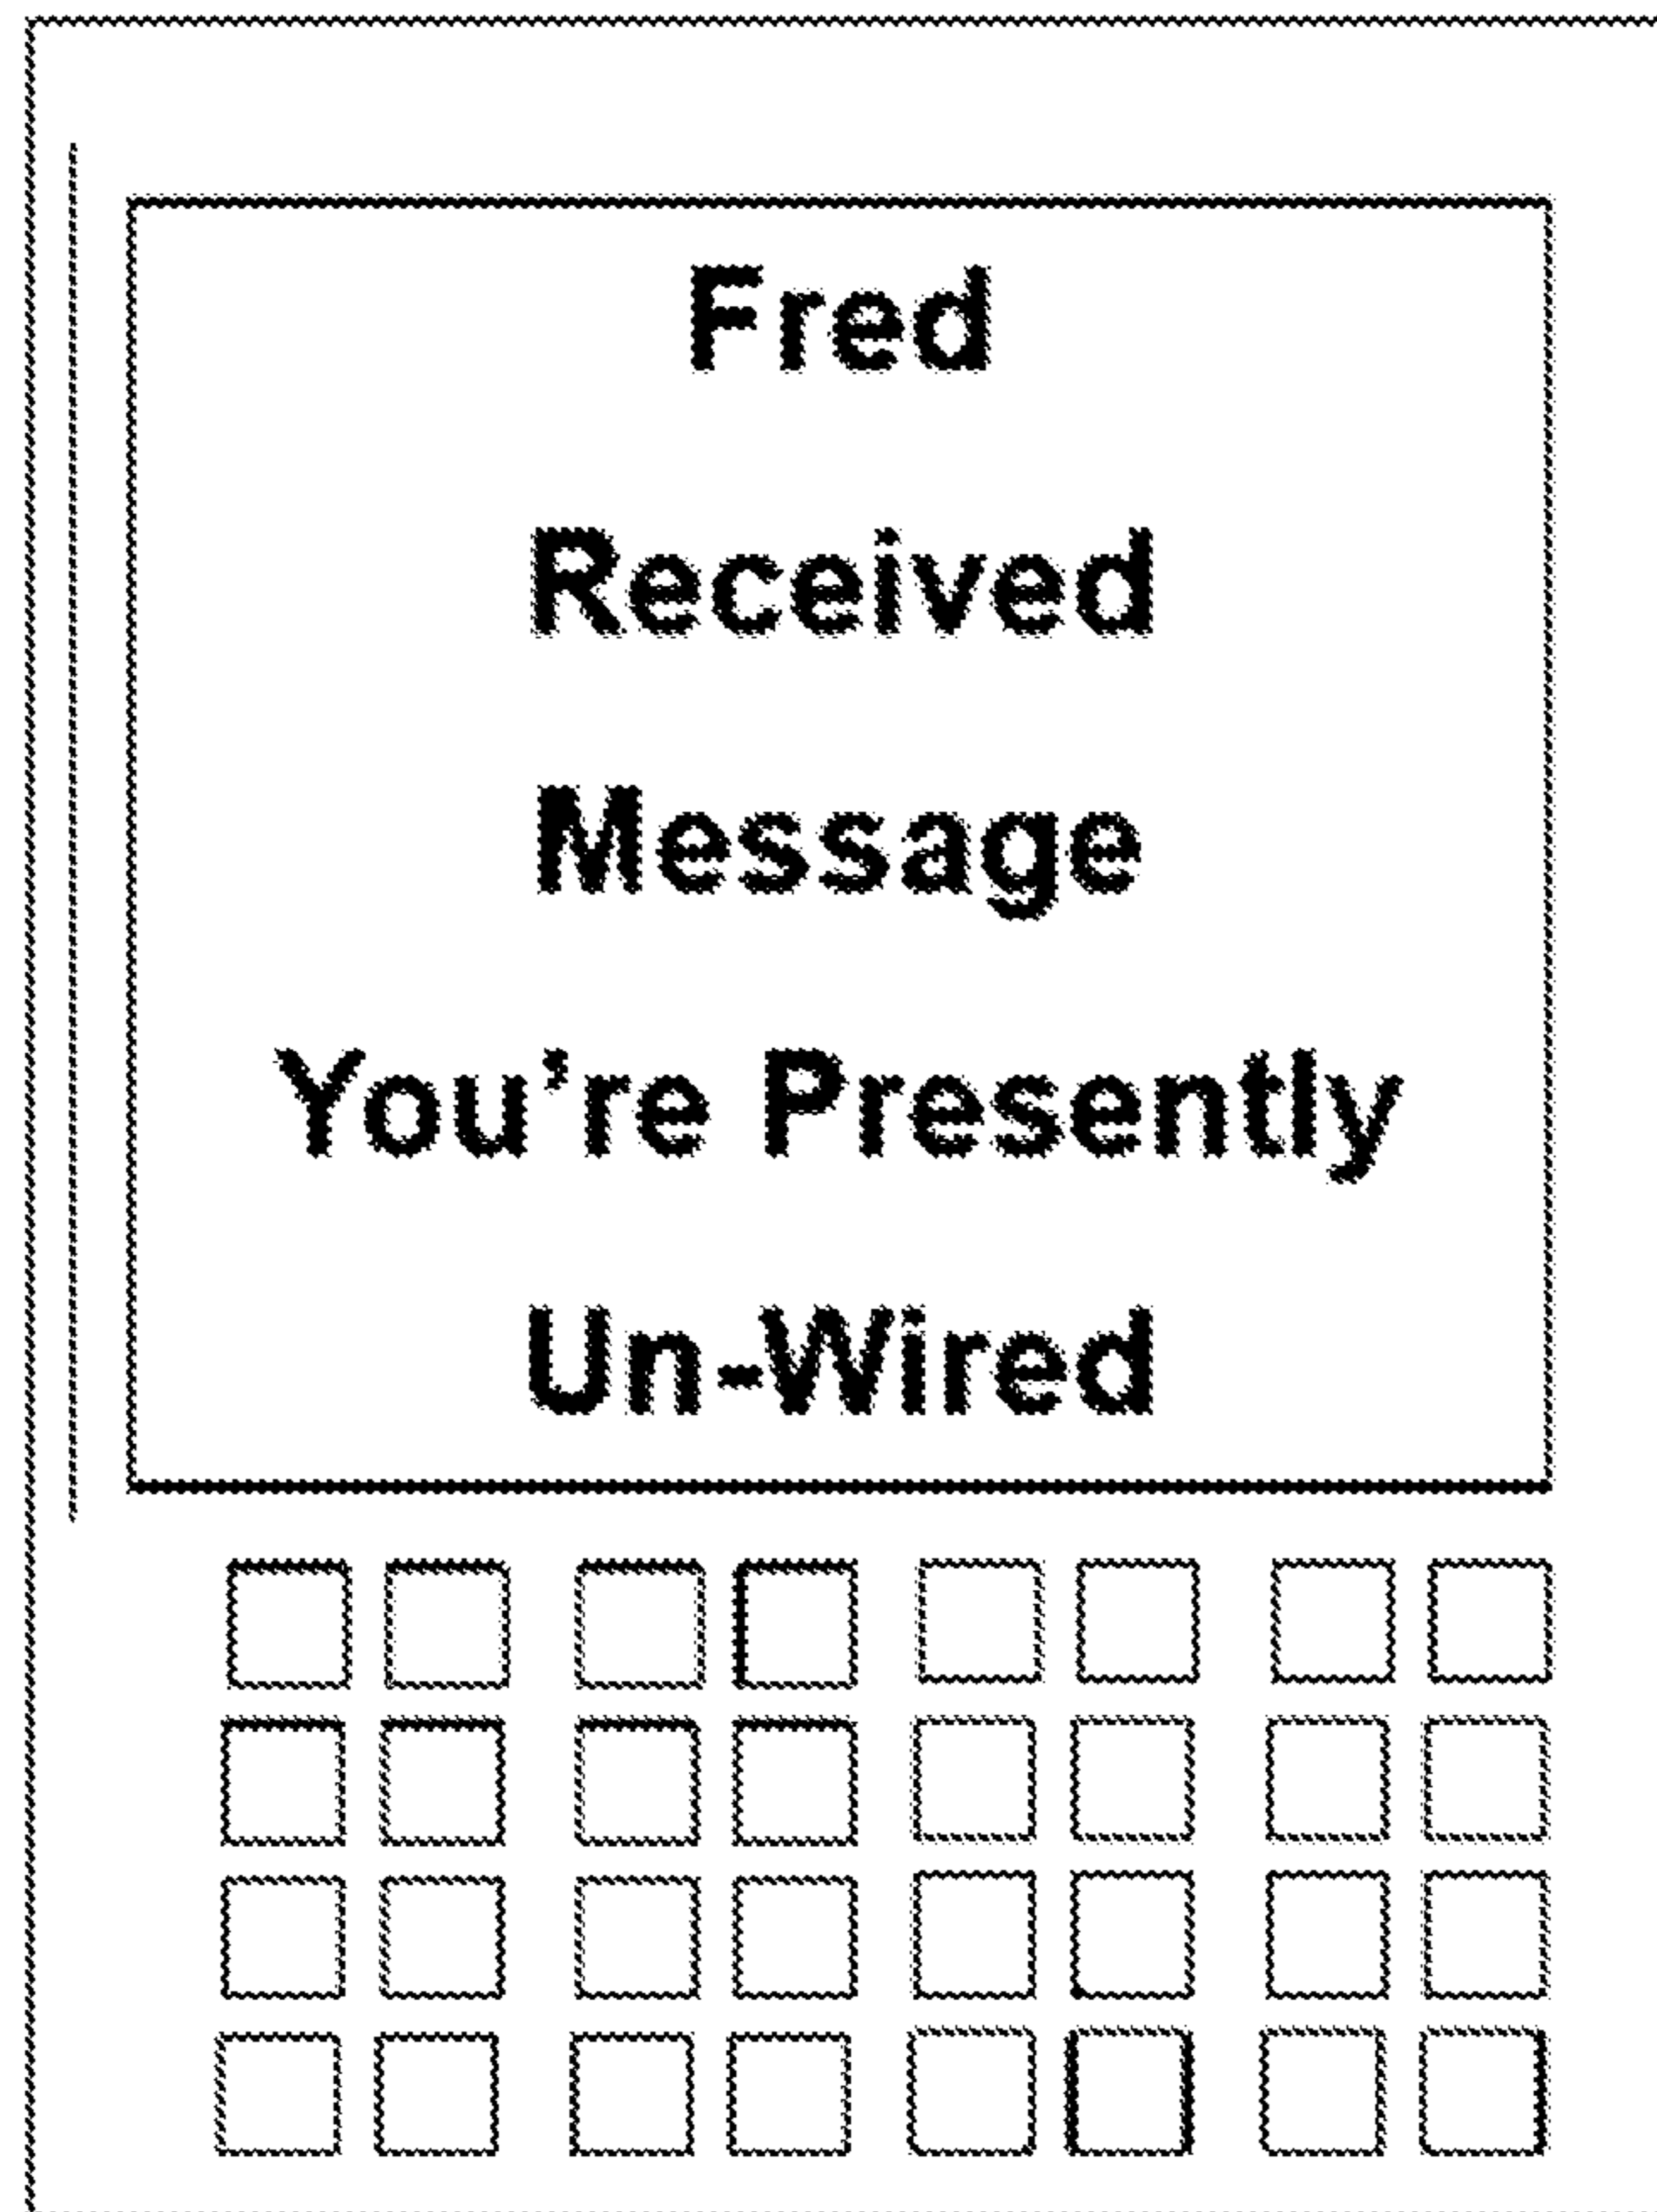 Fred
Received
Message
You’re Presently
Un-Wired